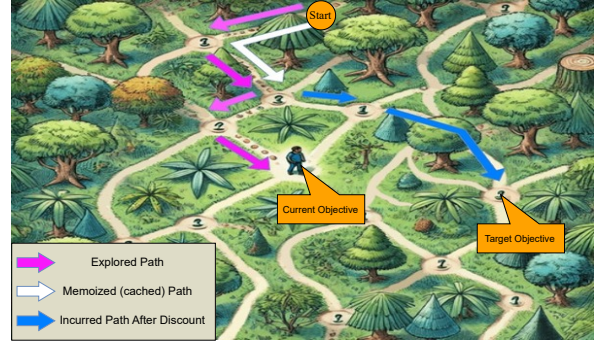 Start
Current Objective
Target Objective
Explored Path
Memoized (cached) Path
Incurred Path After Discount